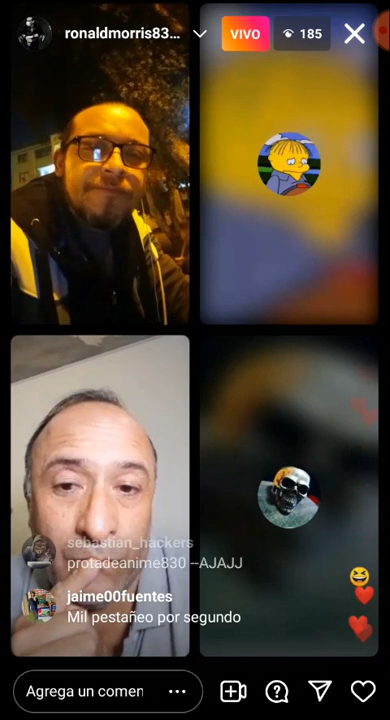 ronaldmorris83...
VIVO
185
sebastian_hackers
protadeanime830 --AJAJJ
jaime00fuentes
Mil pestañeo por segundo
Agrega un comen